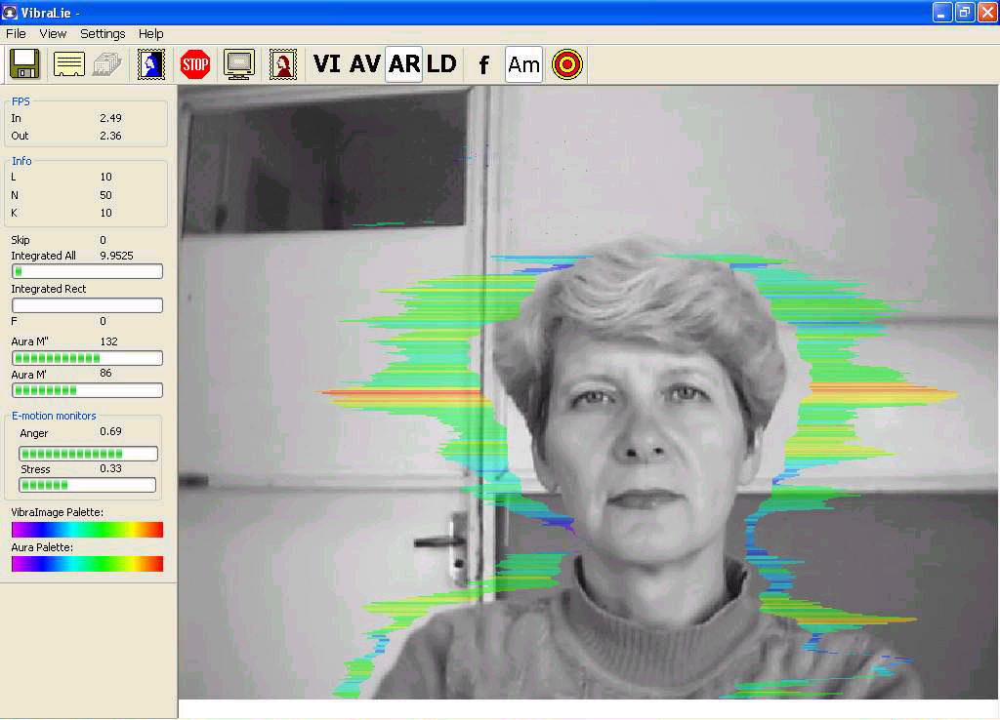 VibraLie -
File View Settings Help
STOP VI AV AR LD f Am
FPS
In 2.49
Out 2.36
Info
L 10
N 50
K 10
Skip 0
Integrated All 9.9525
Integrated Rect
F 0
Aura M" 132
Aura M' 86
E-motion monitors
Anger 0.69
Stress 0.33
VibraImage Palette:
Aura Palette: